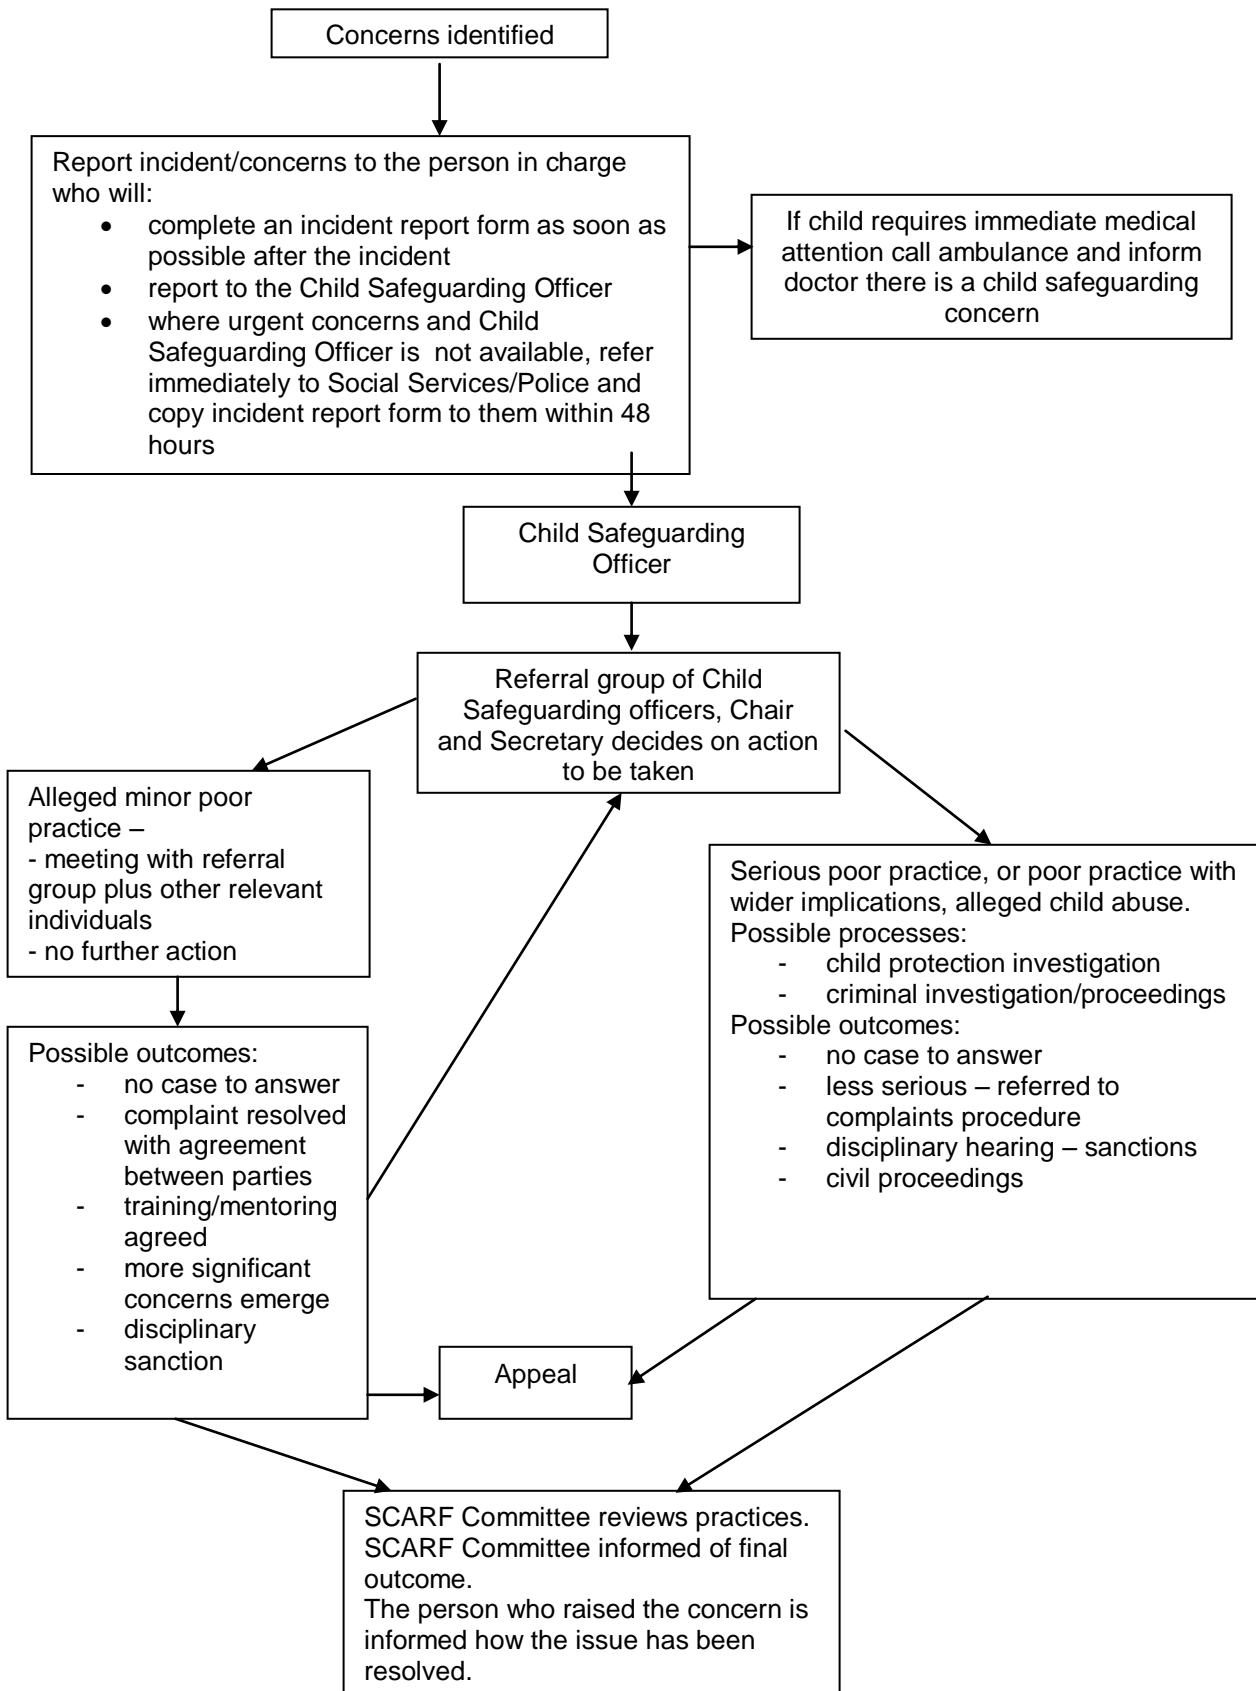 Concerns identified
Report incident/concerns to the person in charge
who will:
• complete an incident report form as soon as
possible after the incident
• report to the Child Safeguarding Officer
• where urgent concerns and Child
Safeguarding Officer is  not available, refer
immediately to Social Services/Police and
copy incident report form to them within 48
hours
If child requires immediate medical
attention call ambulance and inform
doctor there is a child safeguarding
concern
Child Safeguarding
Officer
Referral group of Child
Safeguarding officers, Chair
and Secretary decides on action
to be taken
Alleged minor poor
practice –
- meeting with referral
group plus other relevant
individuals
- no further action
Serious poor practice, or poor practice with
wider implications, alleged child abuse.
Possible processes:
- child protection investigation
- criminal investigation/proceedings
Possible outcomes:
- no case to answer
- less serious – referred to
complaints procedure
- disciplinary hearing – sanctions
- civil proceedings
Possible outcomes:
- no case to answer
- complaint resolved
with agreement
between parties
- training/mentoring
agreed
- more significant
concerns emerge
- disciplinary
sanction
Appeal
SCARF Committee reviews practices.
SCARF Committee informed of final
outcome.
The person who raised the concern is
informed how the issue has been
resolved.